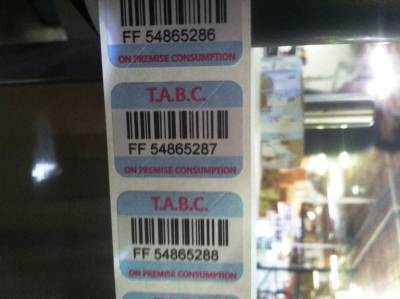 FF 54865286
ON PREMISE CONSUMPTION
T.A.B.C.
FF 54865287
ON PREMISE CONSUMPTION
T.A.B.C.
FF 54865288
ON PREMISE CONSUMPTION